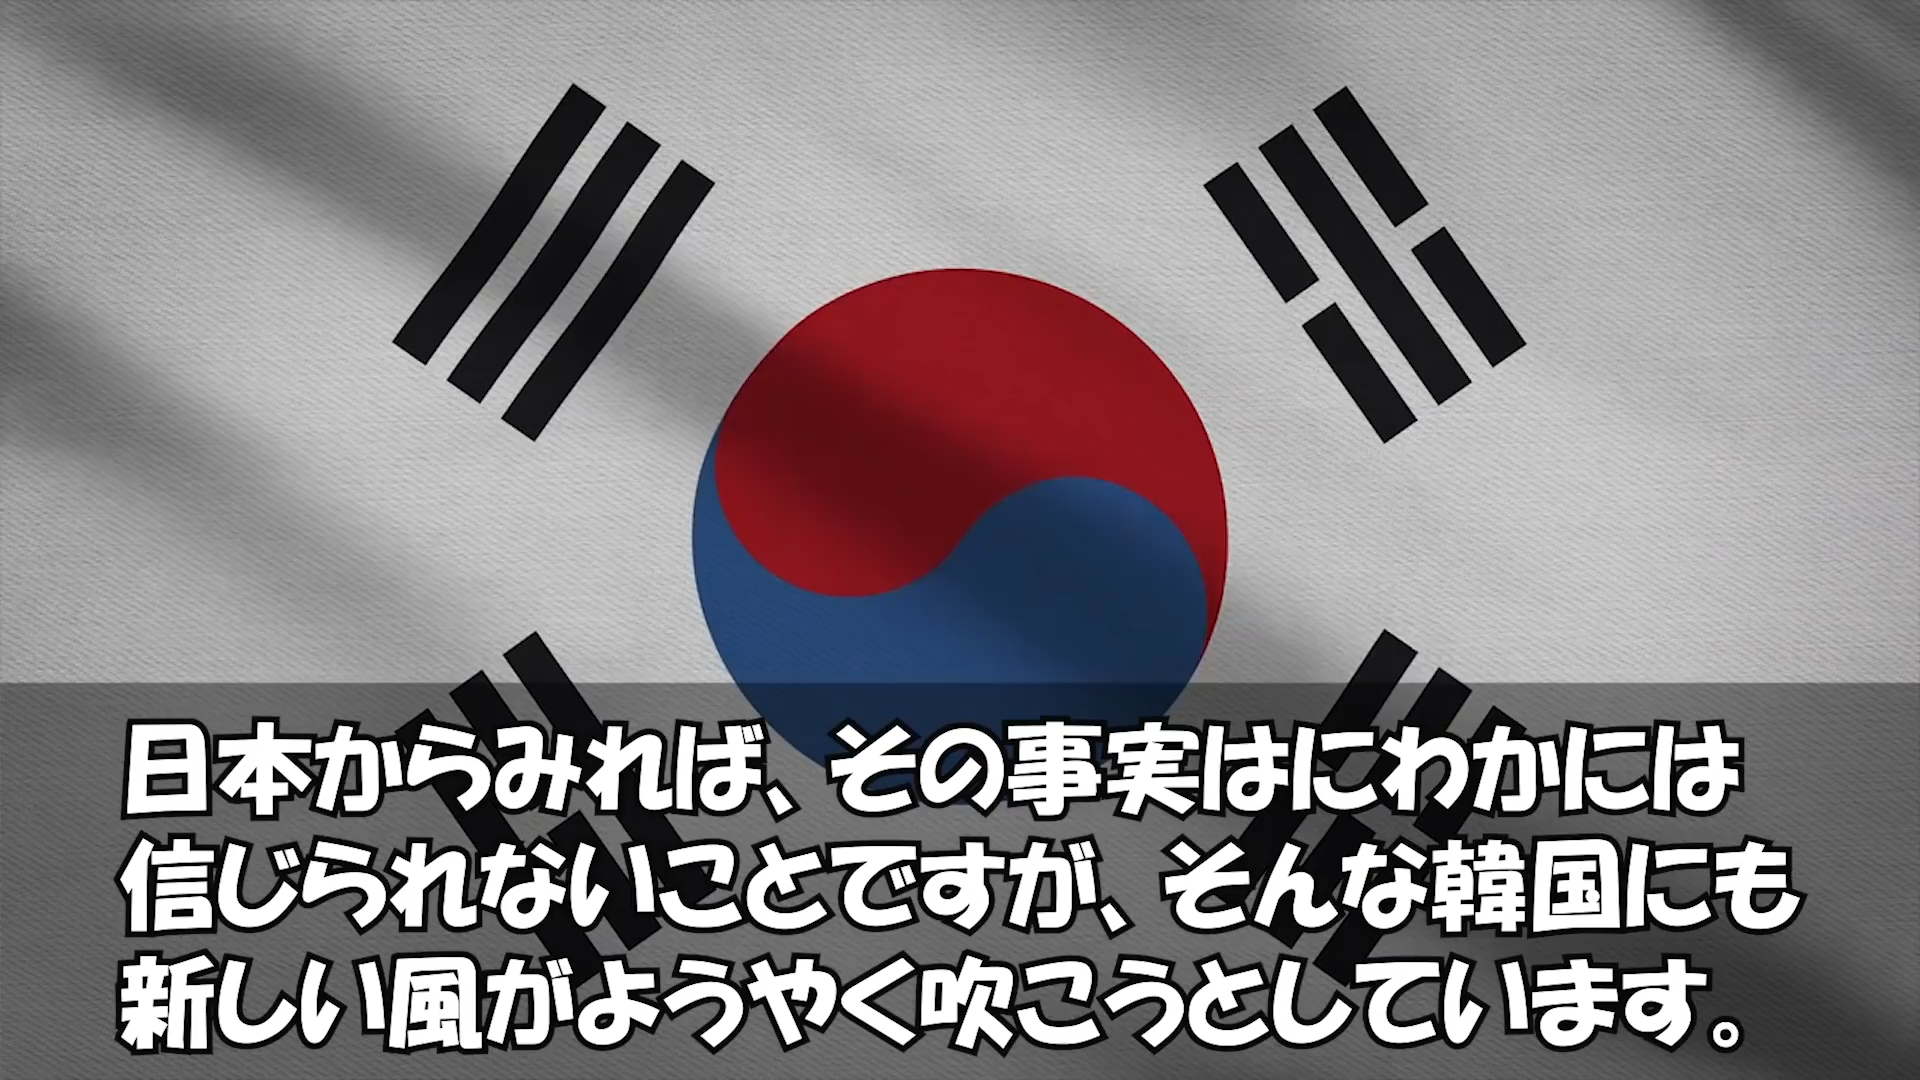 日本からみれば、その事実はにわかには
信じられないことですが、そんな韓国にも
新しい風がようやく吹こうとしています。